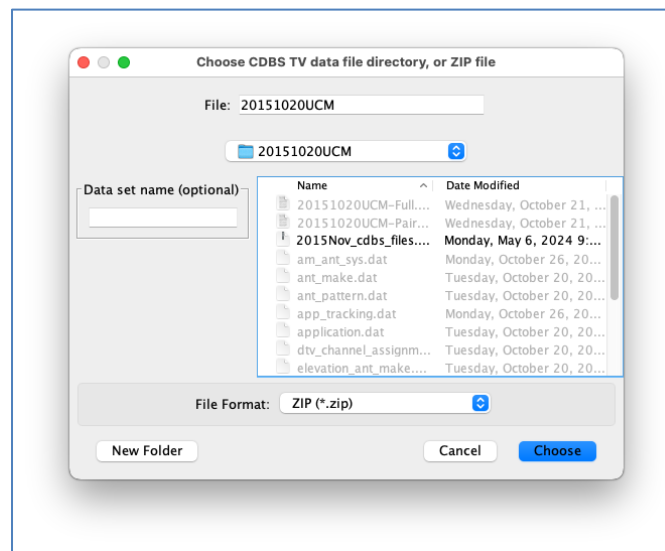 Choose CDBS TV data file directory, or ZIP file
File: 20151020UCM
20151020UCM
Data set name (optional)
Name Date Modified
20151020UCM-Full.... Wednesday, October 21, ...
20151020UCM-Pair... Wednesday, October 21, ...
2015Nov_cdbs_files.... Monday, May 6, 2024 9:...
am_ant_sys.dat Monday, October 26, 20...
ant_make.dat Tuesday, October 20, 20...
ant_pattern.dat Tuesday, October 20, 20...
app_tracking.dat Monday, October 26, 20...
application.dat Tuesday, October 20, 20...
dtv_channel_assignm... Tuesday, October 20, 20...
elevation_ant_make.... Tuesday, October 20, 20...
File Format: ZIP (*.zip)
New Folder Cancel Choose